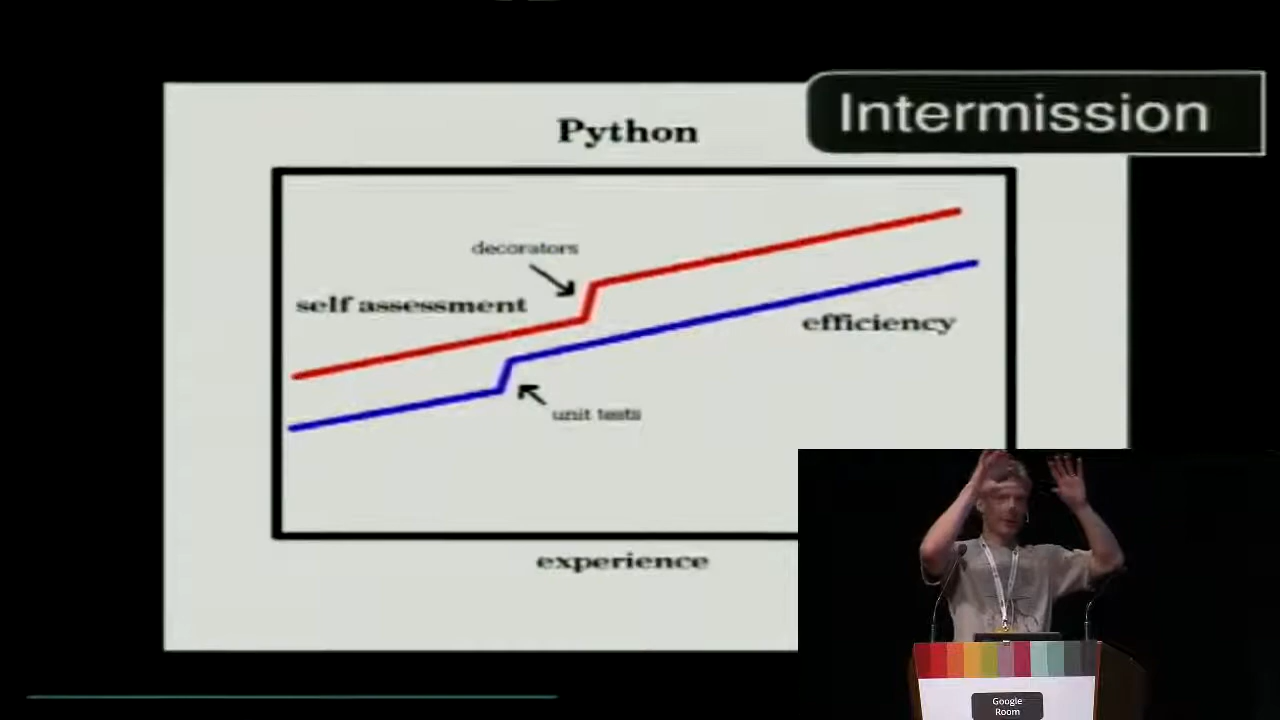 Intermission
Python
decorators
self assessment
efficiency
unit tests
experience
Google
Room